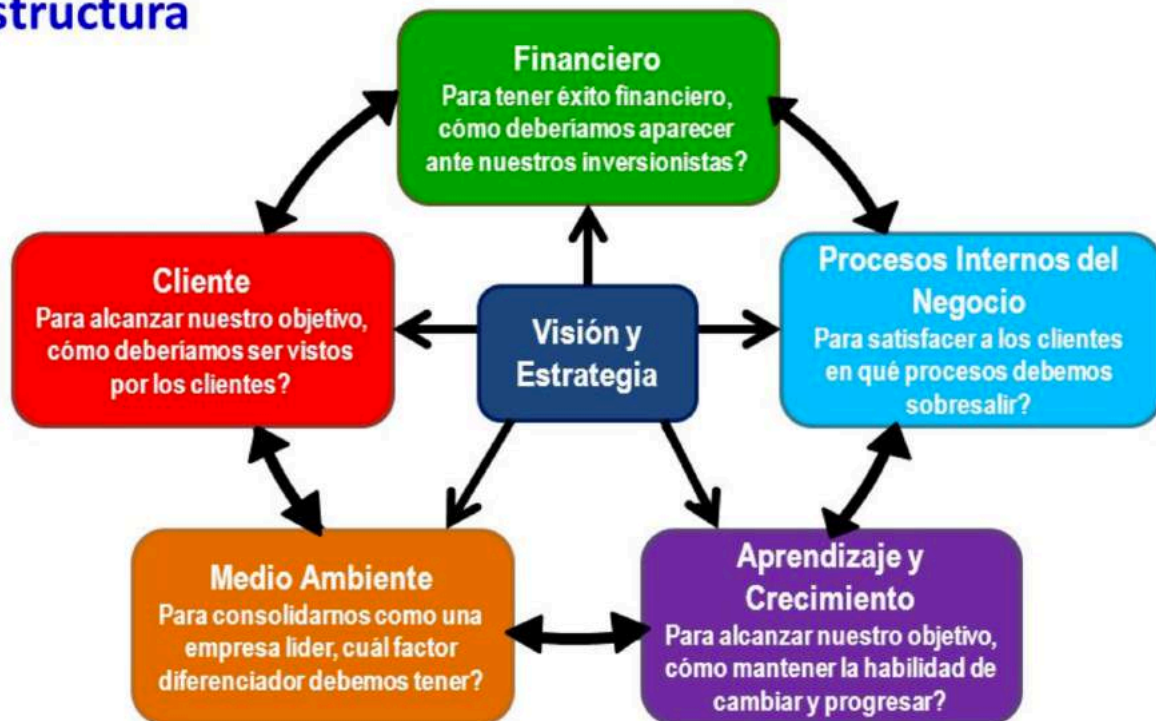 structura
Financiero
Para tener éxito financiero,
cómo deberíamos aparecer
ante nuestros inversionistas?
Cliente
Para alcanzar nuestro objetivo,
cómo deberíamos ser vistos
por los clientes?
Visión y
Estrategia
Procesos Internos del
Negocio
Para satisfacer a los clientes
en qué procesos debemos
sobresalir?
Medio Ambiente
Para consolidarnos como una
empresa lider, cuál factor
diferenciador debemos tener?
Aprendizaje y
Crecimiento
Para alcanzar nuestro objetivo,
cómo mantener la habilidad de
cambiar y progresar?